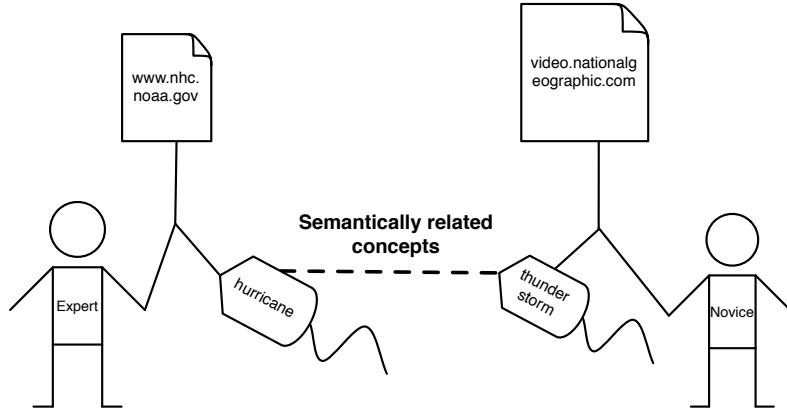 www.nhc.
noaa.gov
video.nationalg
eographic.com
Semantically related
concepts
Expert
hurricane
thunder
storm
Novice